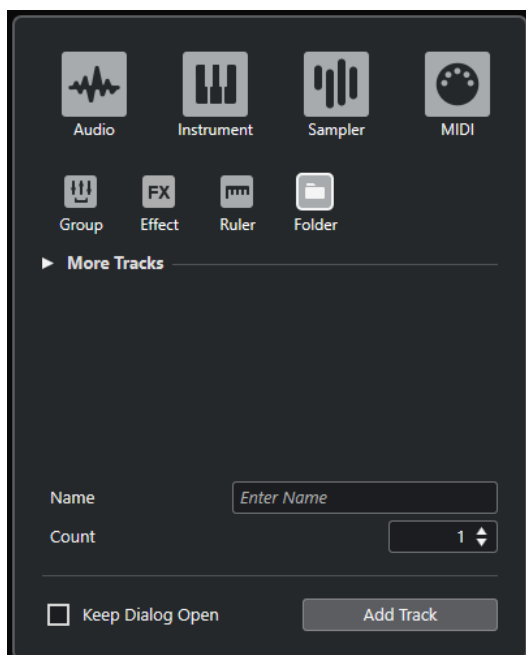 Audio Instrument Sampler MIDI
FX
Group Effect Ruler Folder
More Tracks
Name Enter Name
Count 1
Keep Dialog Open Add Track